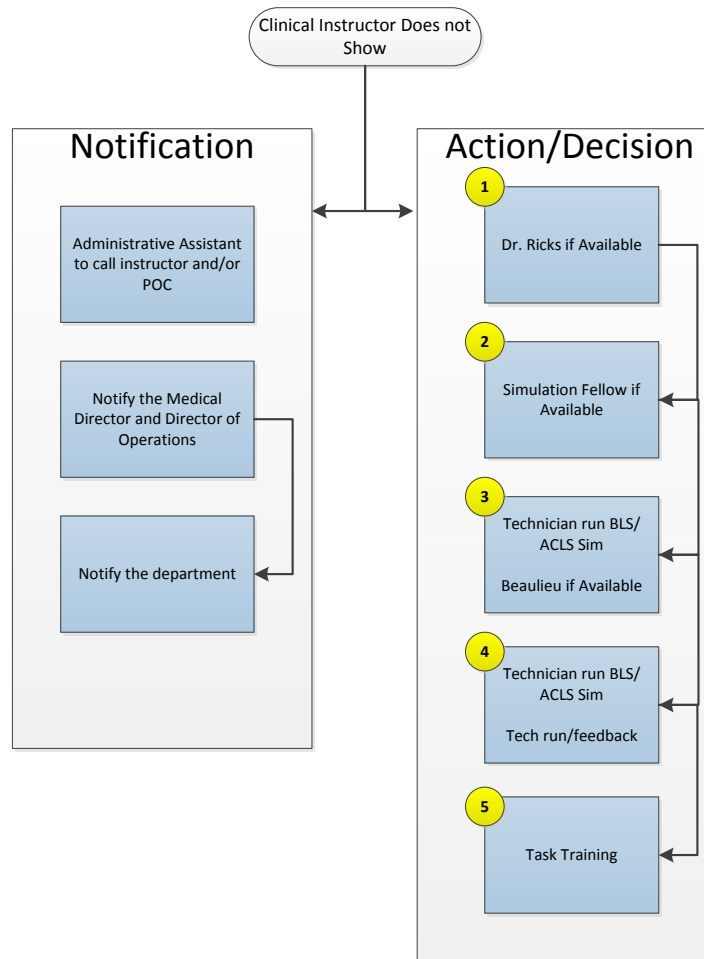 Clinical Instructor Does not
Show
Notification
Administrative Assistant
to call instructor and/or
POC
Notify the Medical
Director and Director of
Operations
Notify the department
Action/Decision
1
Dr. Ricks if Available
2
Simulation Fellow if
Available
3
Technician run BLS/
ACLS Sim
Beaulieu if Available
4
Technician run BLS/
ACLS Sim
Tech run/feedback
5
Task Training